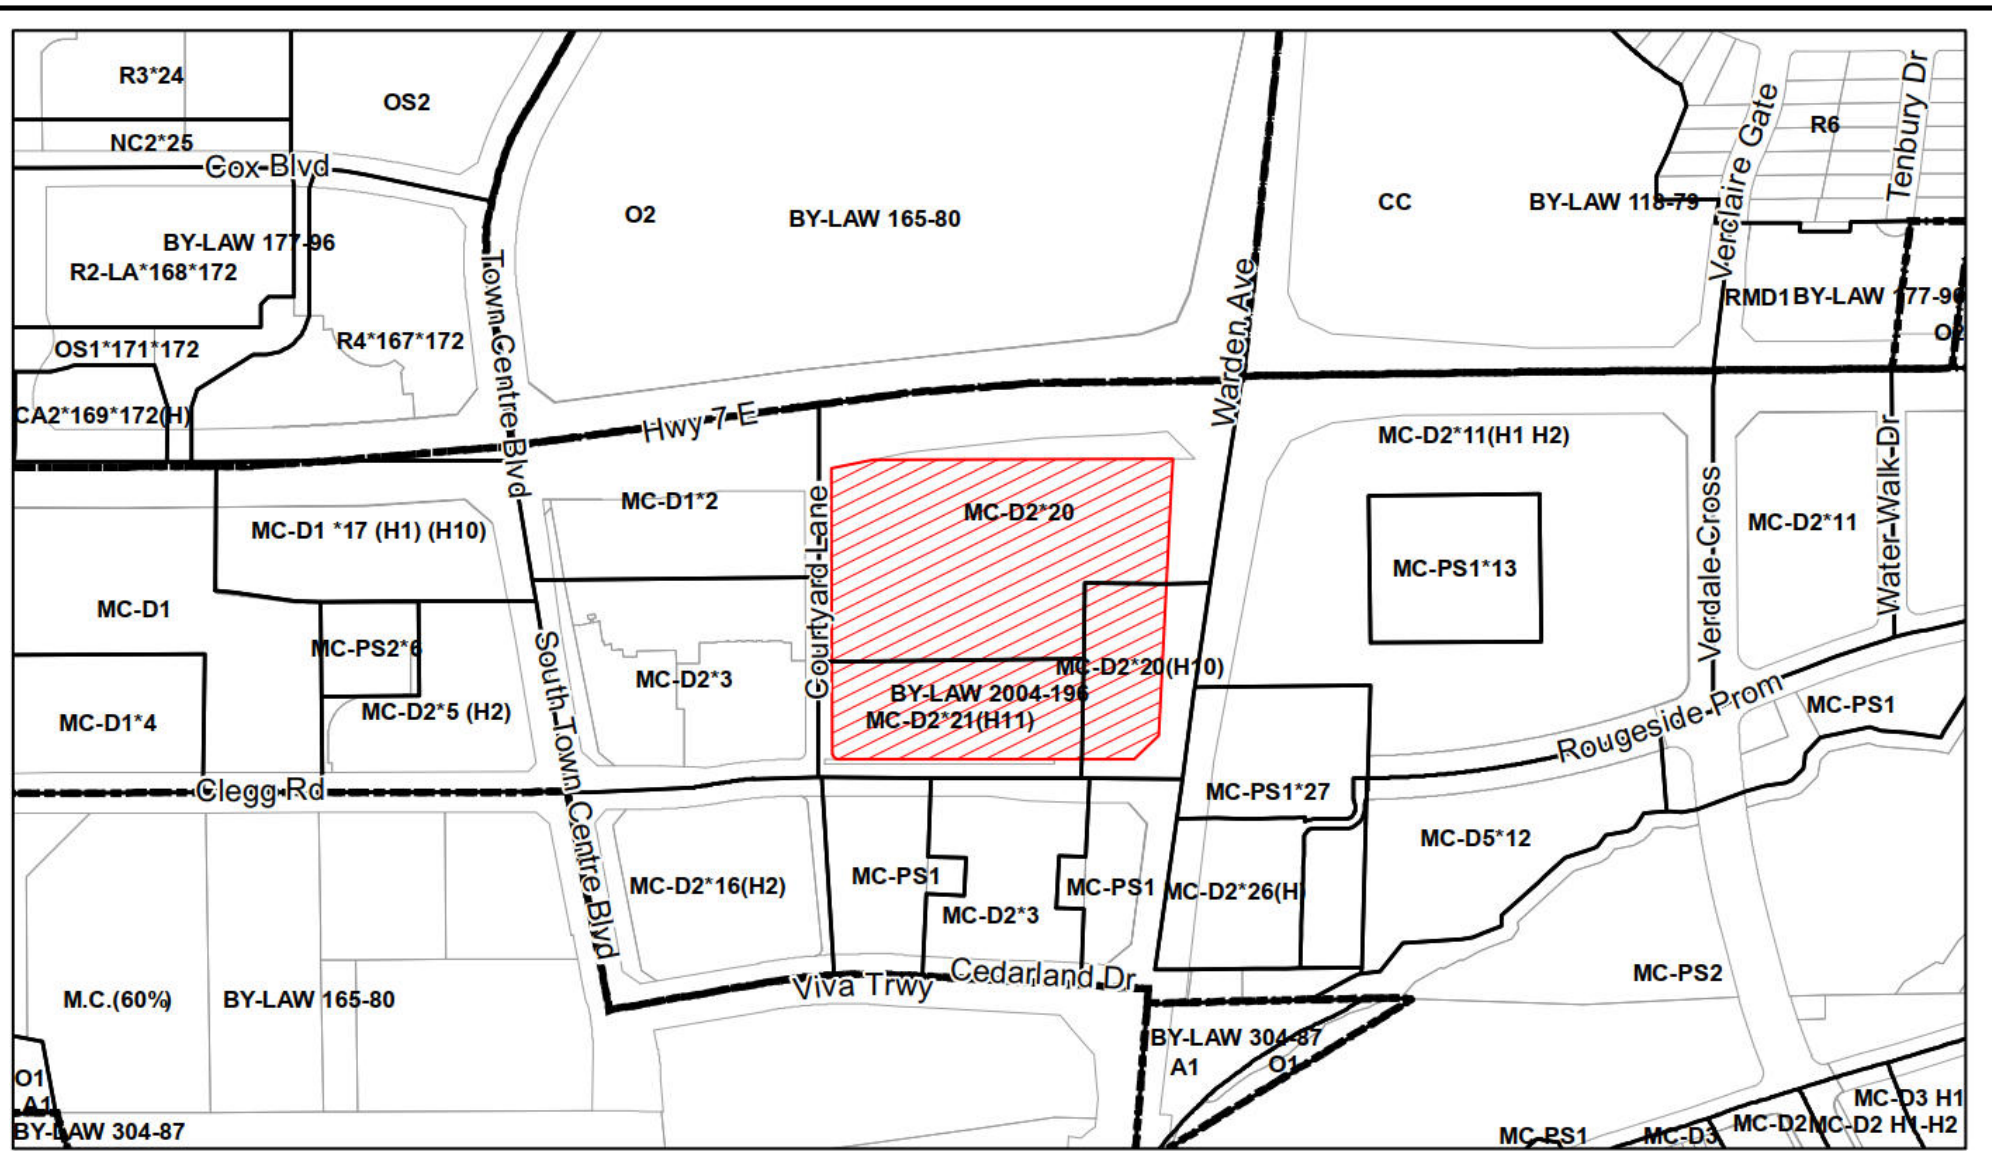 R3*24
OS2
NC2*25
Cox Blvd
O2
BY-LAW 165-80
CC
BY-LAW 118-79
R6
Verclaire Gate
Tenbury Dr
BY-LAW 177-96
R2-LA*168*172
RMD1
BY-LAW 177-96
Town Centre Blvd
Warden Ave
OS1*171*172
R4*167*172
CA2*169*172(H)
Hwy 7 E
MC-D2*11(H1 H2)
MC-D1 *17 (H1) (H10)
MC-D1*2
Courtyard Lane
MC-D2*20
MC-PS1*13
Verdale Cross
MC-D2*11
Water Walk Dr
MC-D1
MC-PS2*6
MC-D2*3
MC-D2*20(H10)
BY-LAW 2004-196
MC-D2*21(H11)
MC-D1*4
MC-D2*5 (H2)
South Town Centre Blvd
MC-PS1
Rougeside Prom
Clegg Rd
MC-PS1*27
MC-D5*12
MC-D2*16(H2)
MC-PS1
MC-D2*3
MC-PS1
MC-D2*26(H)
M.C.(60%)
BY-LAW 165-80
Viva Trwy
Cedarland Dr
MC-PS2
BY-LAW 304-87
A1
O1
O1
A1
BY-LAW 304-87
MC-PS1
MC-D3
MC-D2
MC-D2 H1-H2
MC-D3 H1